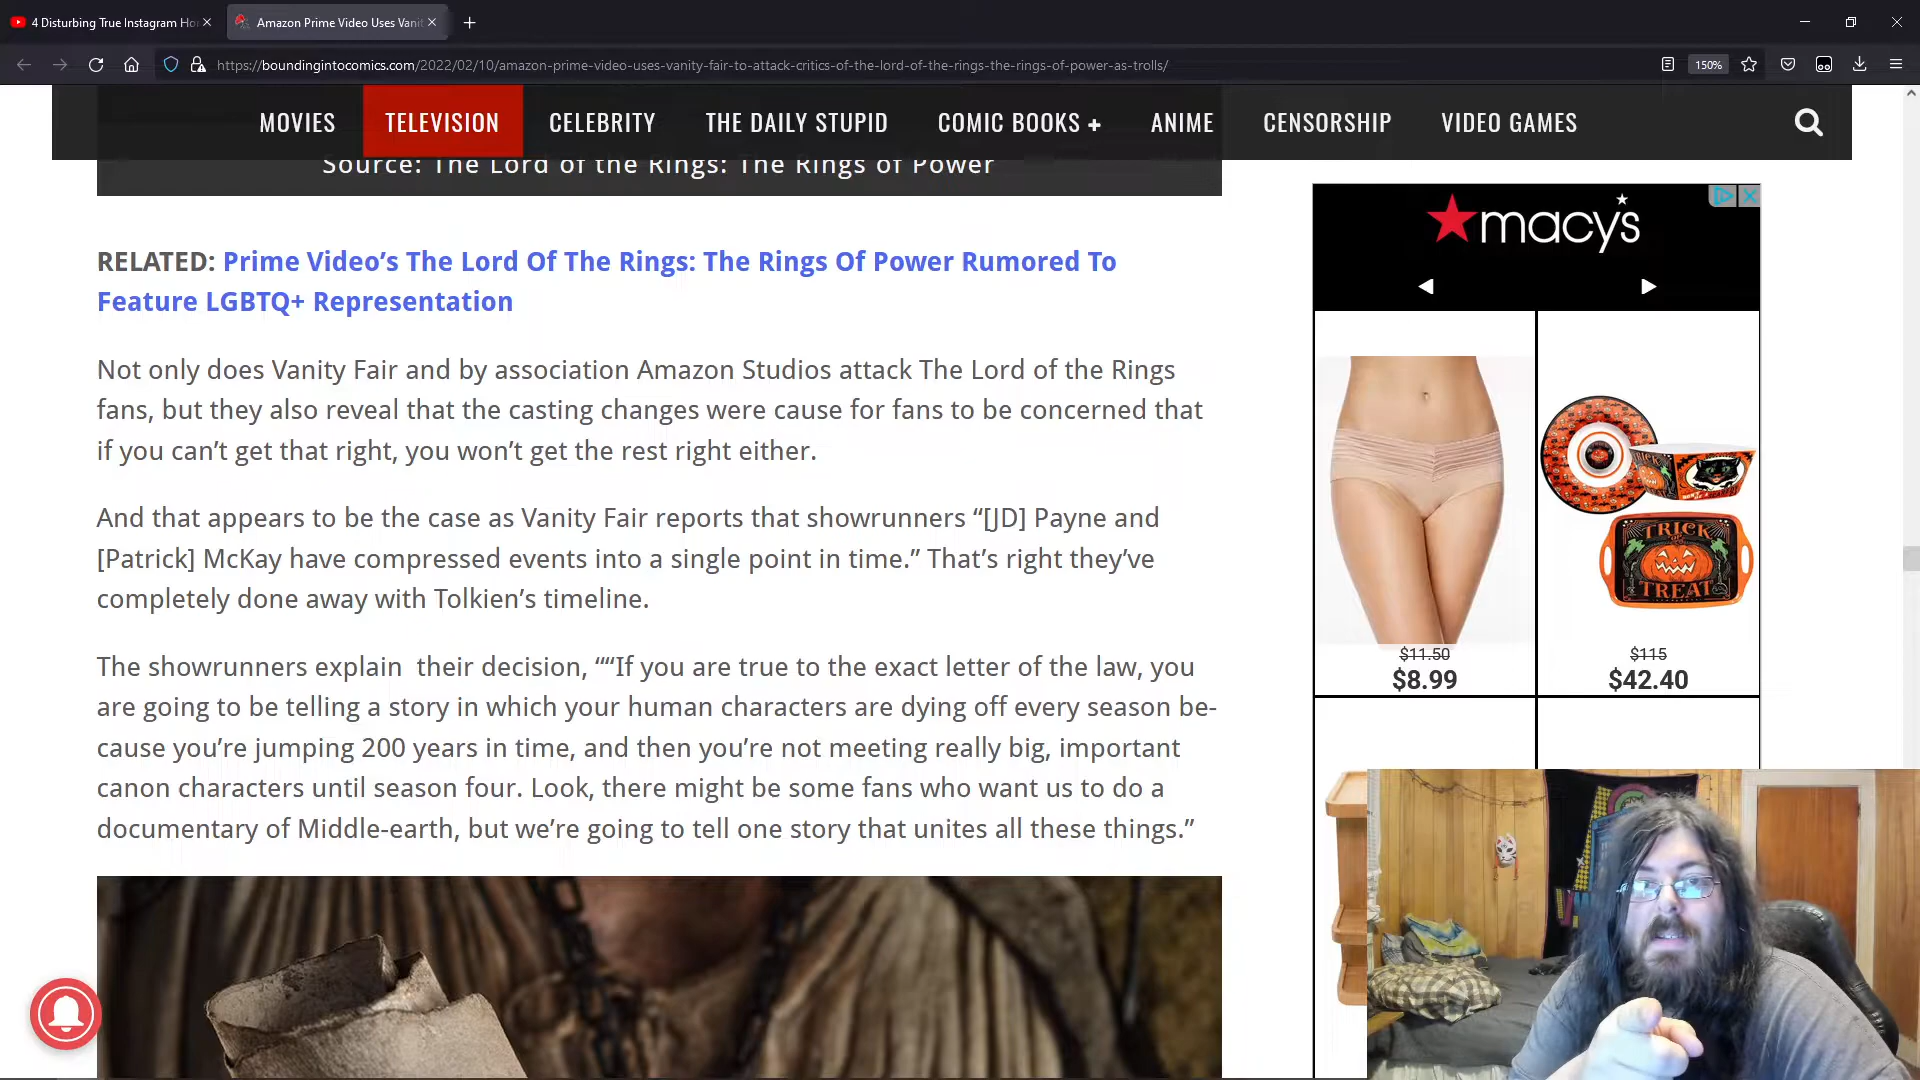 4 Disturbing True Instagram Ho
Amazon Prime Video Uses Vanit
https://boundingintocomics.com/2022/02/10/amazon-prime-video-uses-vanity-fair-to-attack-critics-of-the-lord-of-the-rings-the-rings-of-power-as-trolls/
150%
MOVIES TELEVISION CELEBRITY THE DAILY STUPID COMIC BOOKS + ANIME CENSORSHIP VIDEO GAMES
Source: The Lord of the Rings: The Rings of Power
RELATED: Prime Video’s The Lord Of The Rings: The Rings Of Power Rumored To
Feature LGBTQ+ Representation
Not only does Vanity Fair and by association Amazon Studios attack The Lord of the Rings
fans, but they also reveal that the casting changes were cause for fans to be concerned that
if you can’t get that right, you won’t get the rest right either.
And that appears to be the case as Vanity Fair reports that showrunners “[JD] Payne and
[Patrick] McKay have compressed events into a single point in time.” That’s right they’ve
completely done away with Tolkien’s timeline.
The showrunners explain  their decision, ““If you are true to the exact letter of the law, you
are going to be telling a story in which your human characters are dying off every season be-
cause you’re jumping 200 years in time, and then you’re not meeting really big, important
canon characters until season four. Look, there might be some fans who want us to do a
documentary of Middle-earth, but we’re going to tell one story that unites all these things.”
macys
TRICK
or
TREAT
$11.50
$8.99
$115
$42.40